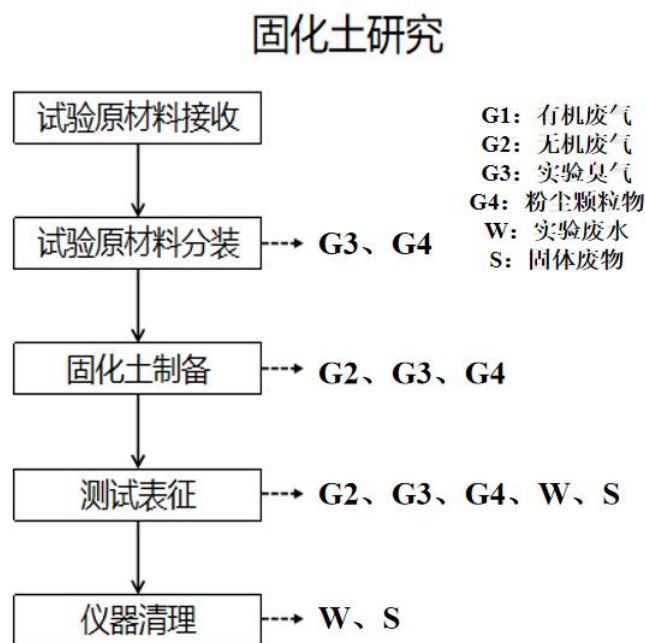 固化土研究
试验原材料接收
G1：有机废气
G2：无机废气
G3：实验臭气
G4：粉尘颗粒物
W：实验废水
S：固体废物
试验原材料分装
G3、G4
固化土制备
G2、G3、G4
测试表征
G2、G3、G4、W、S
仪器清理
W、S